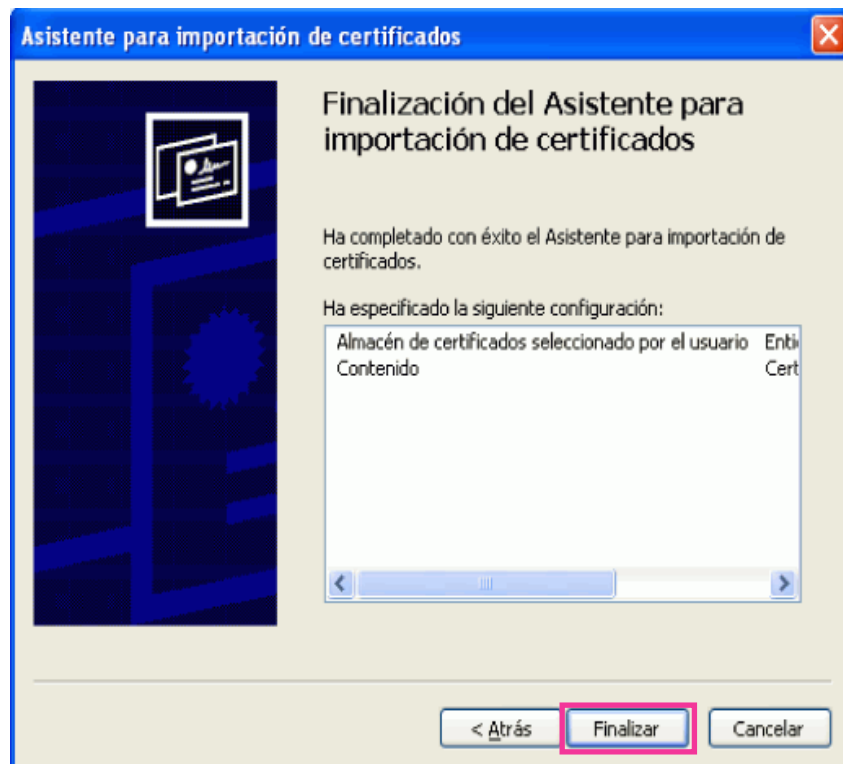 Asistente para importación de certificados
Finalización del Asistente para
importación de certificados
Ha completado con éxito el Asistente para importación de
certificados.
Ha especificado la siguiente configuración:
Almacén de certificados seleccionado por el usuario Enti
Contenido Cert
< Atrás Finalizar Cancelar